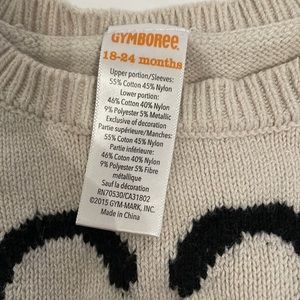 GYMBOREE.
18-24 months
Upper portion/Sleeves:
55% Cotton 45% Nylon
Lower portion:
46% Cotton 40% Nylon
9% Polyester 5% Metallic
Exclusive of decoration
Partie supérieure/Manches:
55% Coton 45% Nylon
Partie inférieure:
46% Coton 40% Nylon
9% Polyester 5% Fibre
métallique
Sauf la décoration
RN70530/CA31802
©2015 GYM-MARK, INC.
Made in